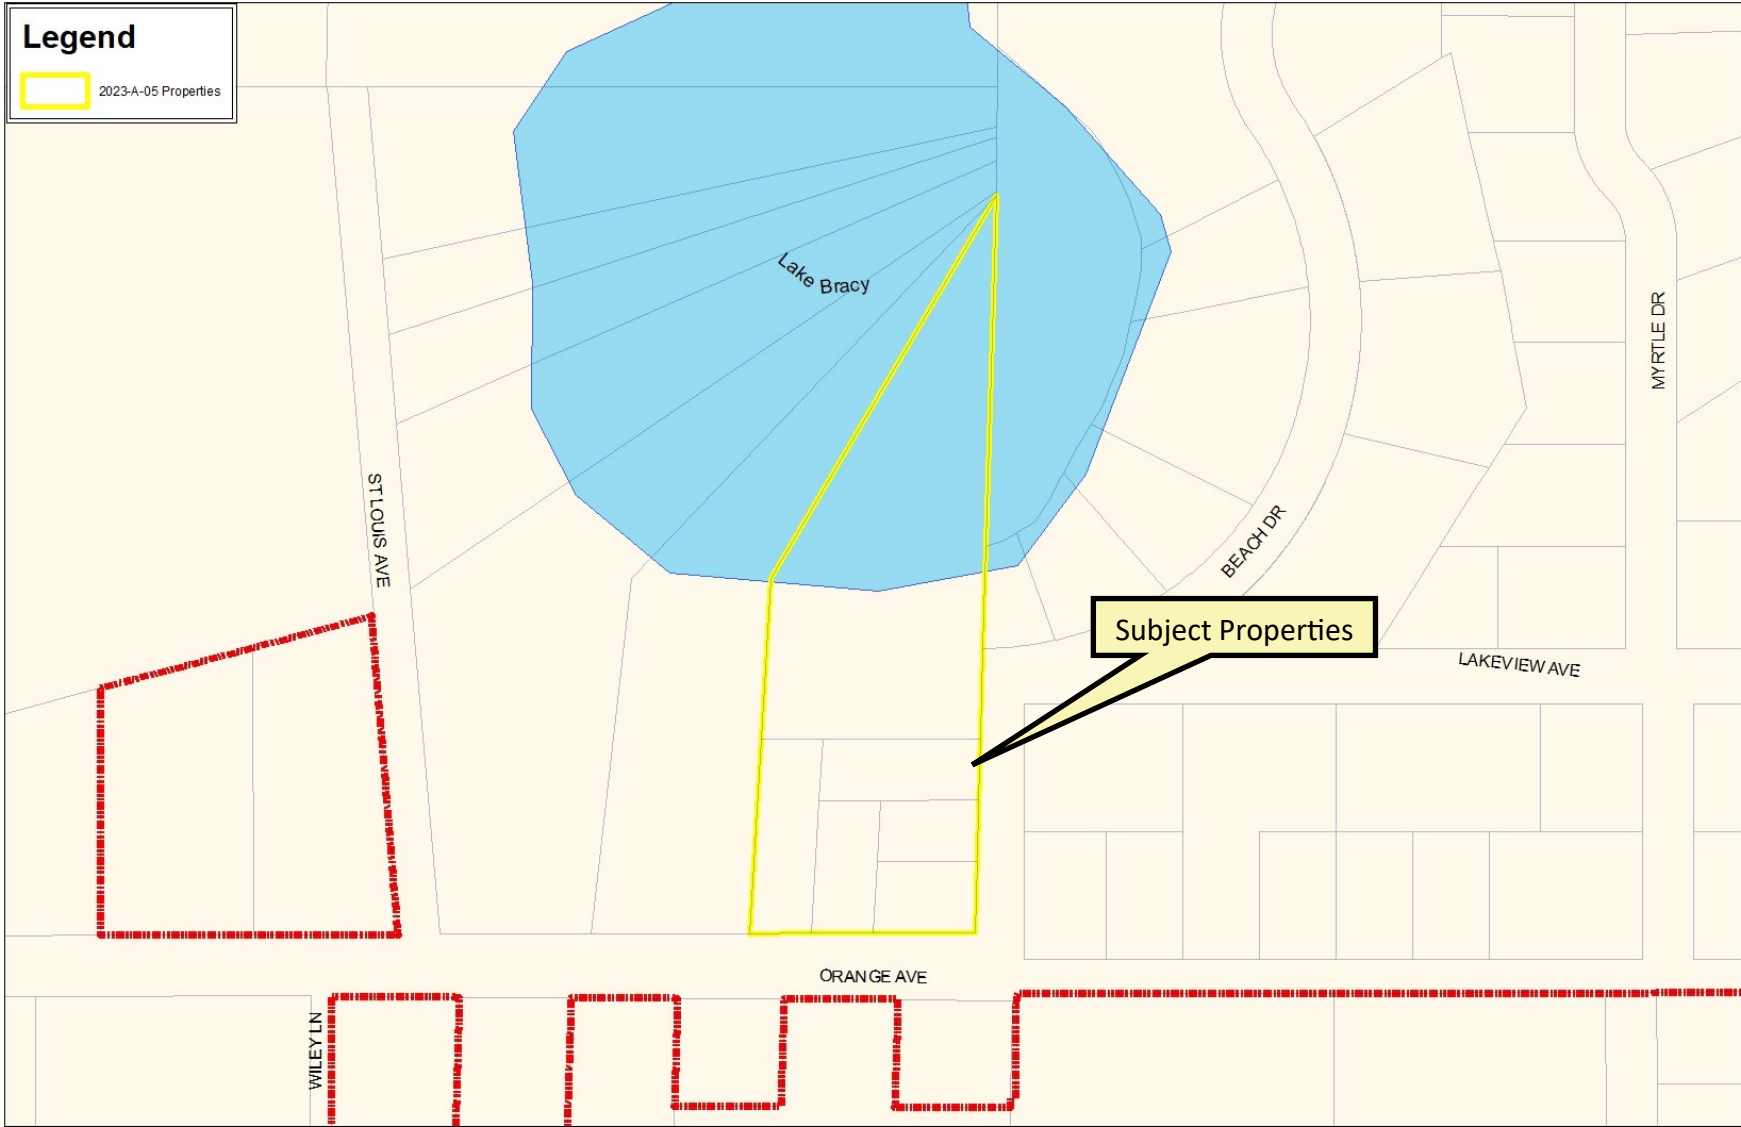 Legend
2023-A-05 Properties
Lake Bracy
MYRTLE DR
ST LOUIS AVE
BEACH DR
Subject Properties
LAKEVIEW AVE
ORANGE AVE
WILEY LN